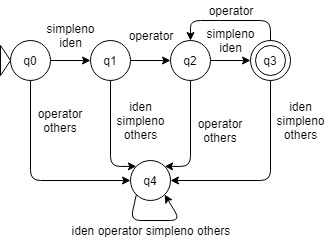 operator
simpleno
iden
operator
simpleno
iden
q0
q1
q2
q3
operator
others
iden
simpleno
others
operator
others
iden
simpleno
others
q4
iden operator simpleno others